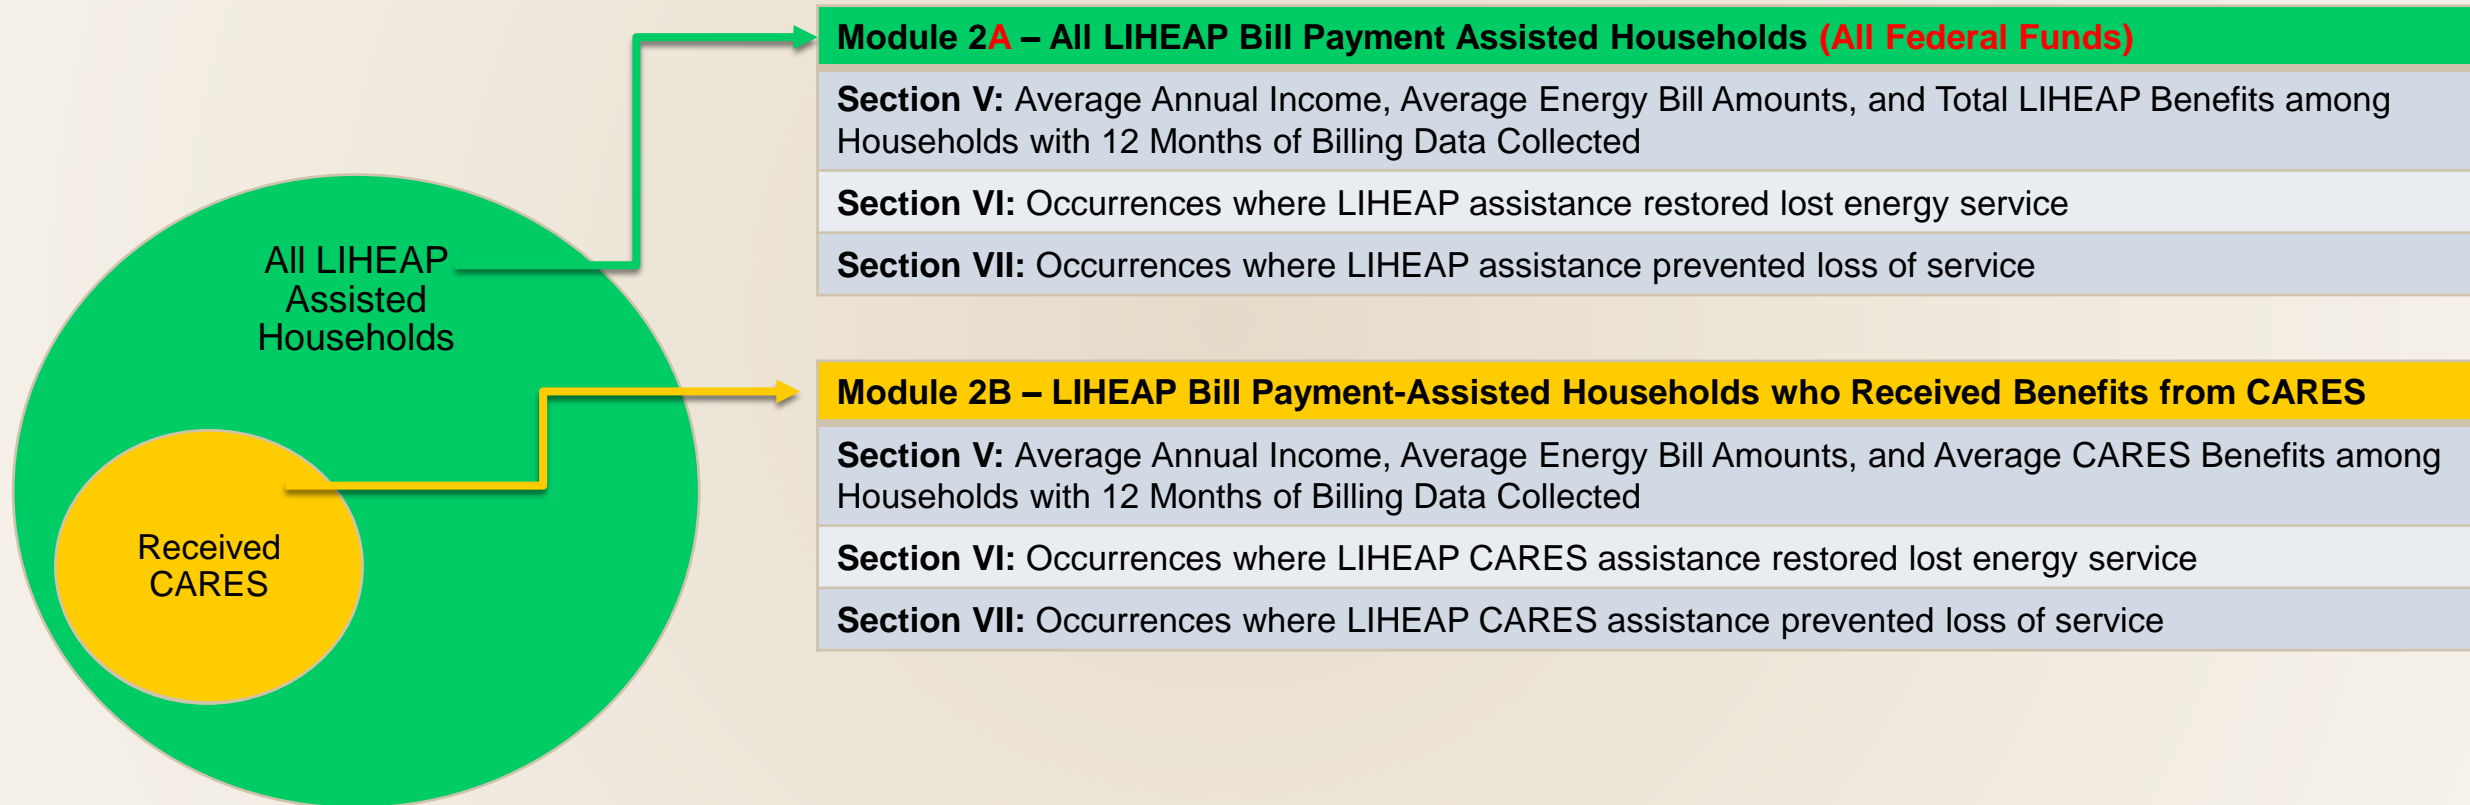 All LIHEAP
Assisted
Households
Received
CARES
Module 2A – All LIHEAP Bill Payment Assisted Households (All Federal Funds)
Section V: Average Annual Income, Average Energy Bill Amounts, and Total LIHEAP Benefits among
Households with 12 Months of Billing Data Collected
Section VI: Occurrences where LIHEAP assistance restored lost energy service
Section VII: Occurrences where LIHEAP assistance prevented loss of service
Module 2B – LIHEAP Bill Payment-Assisted Households who Received Benefits from CARES
Section V: Average Annual Income, Average Energy Bill Amounts, and Average CARES Benefits among
Households with 12 Months of Billing Data Collected
Section VI: Occurrences where LIHEAP CARES assistance restored lost energy service
Section VII: Occurrences where LIHEAP CARES assistance prevented loss of service